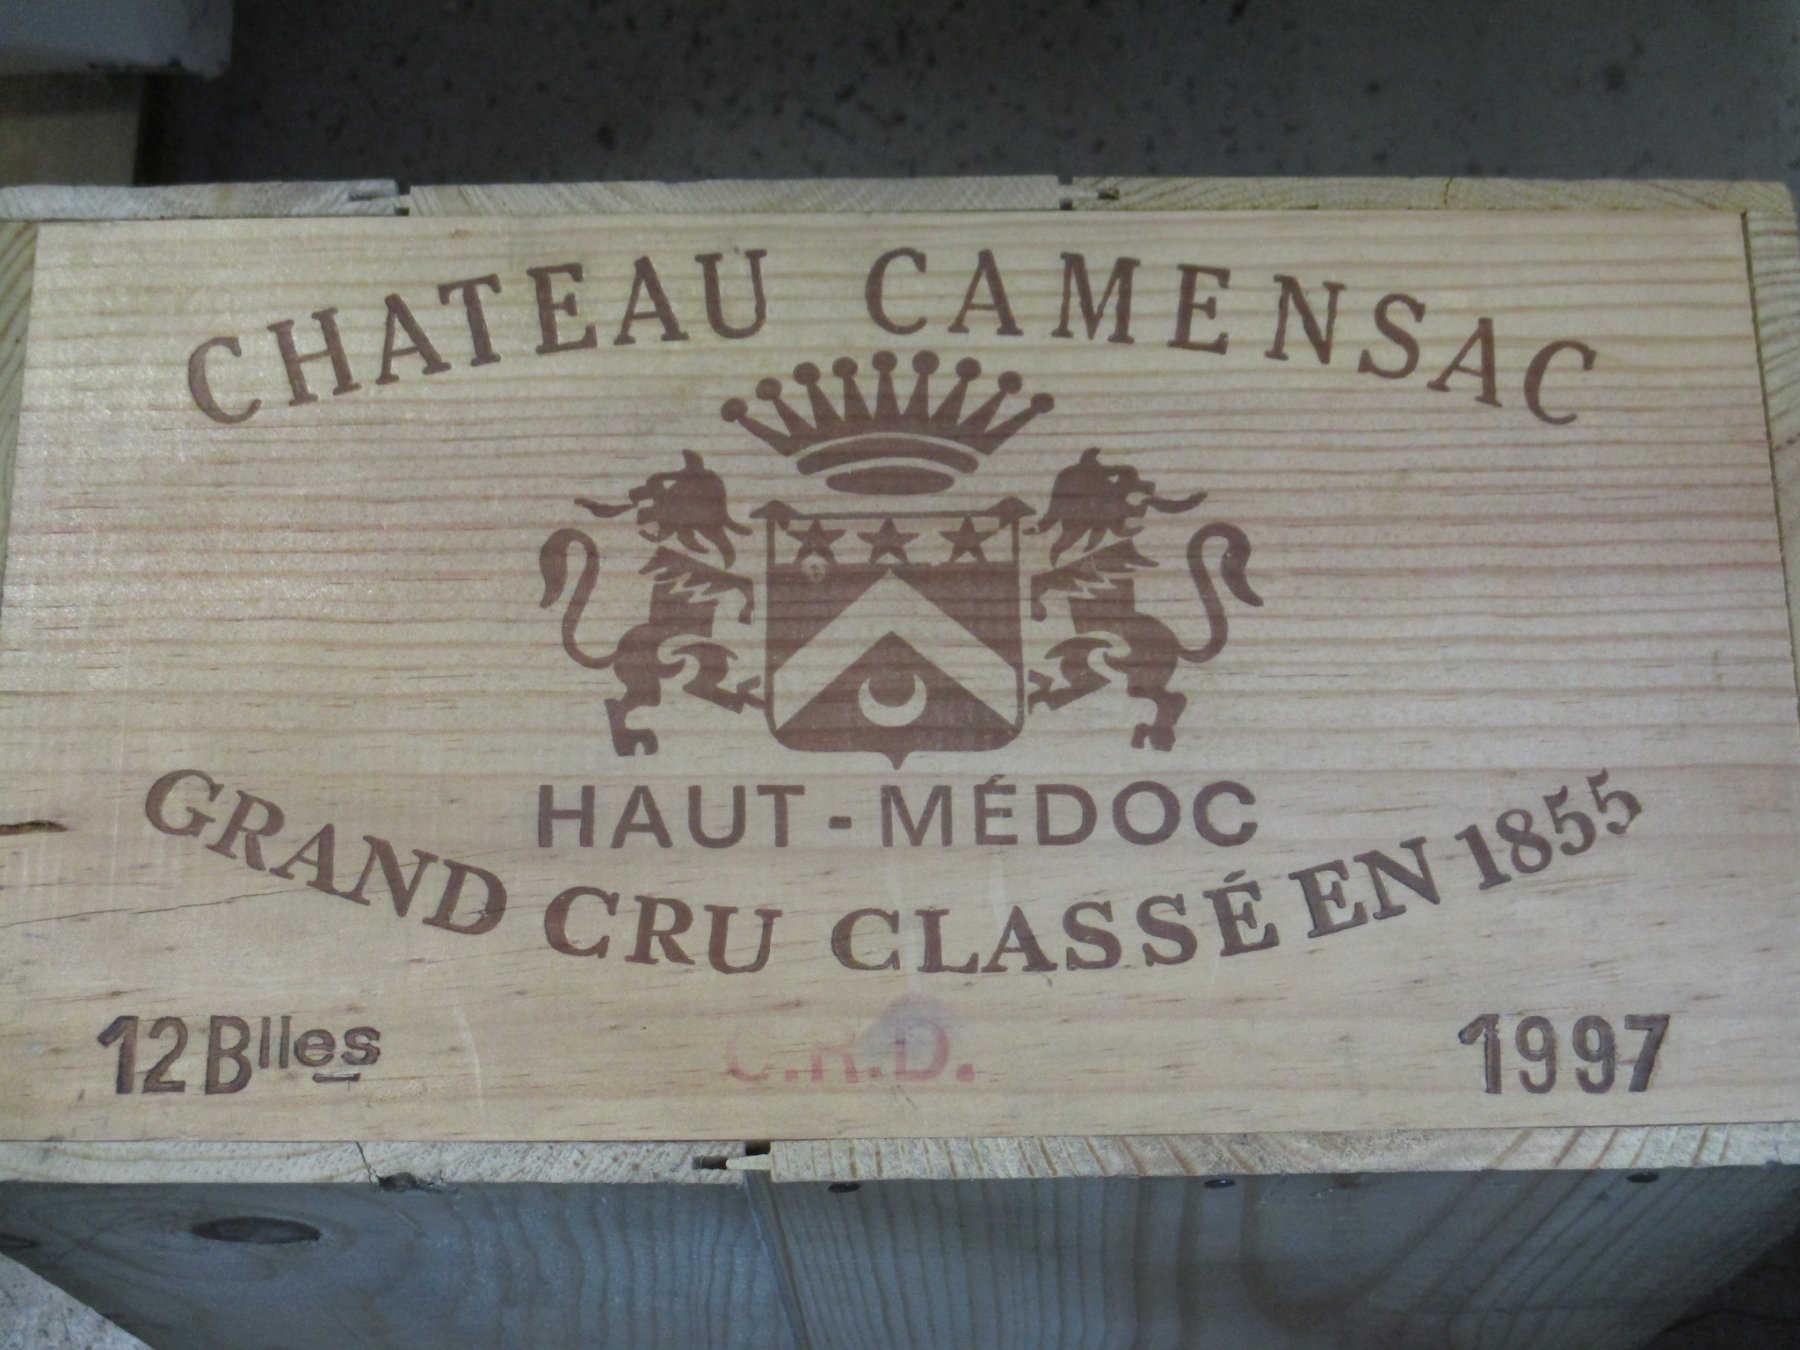 CHATEAU CAMENSAC
HAUT-MÉDOC
GRAND CRU CLASSÉ EN 1855
12 Blles
C.R.D.
1997